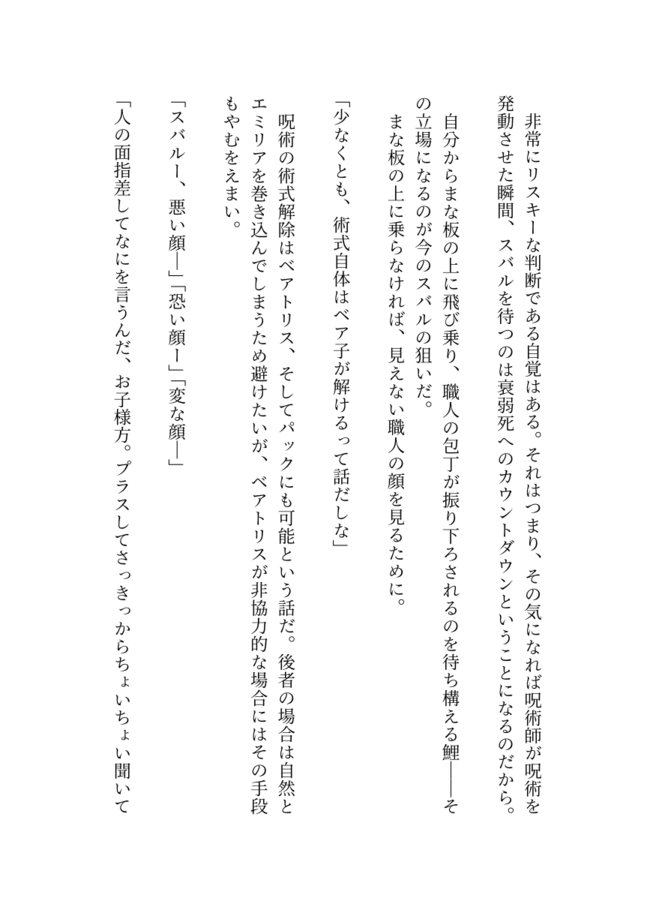 非常にリスキーな判断である自覚はある。それはつまり、その気になれば呪術師が呪術を
発動させた瞬間、スバルを待つのは衰弱死へのカウントダウンということになるのだから。
自分からまな板の上に飛び乗り、職人の包丁が振り下ろされるのを待ち構える鯉――そ
の立場になるのが今のスバルの狙いだ。
まな板の上に乗らなければ、見えない職人の顔を見るために。
「少なくとも、術式自体はベア子が解けるって話だしな」
呪術の術式解除はベアトリス、そしてパックにも可能という話だ。後者の場合は自然と
エミリアを巻き込んでしまうため避けたいが、ベアトリスが非協力的な場合にはその手段
もやむをえまい。
「スバルー、悪い顔―」「恐い顔ー」「変な顔―」
「人の面指差してなにを言うんだ、お子様方。プラスしてさっきっからちょいちょい聞いて